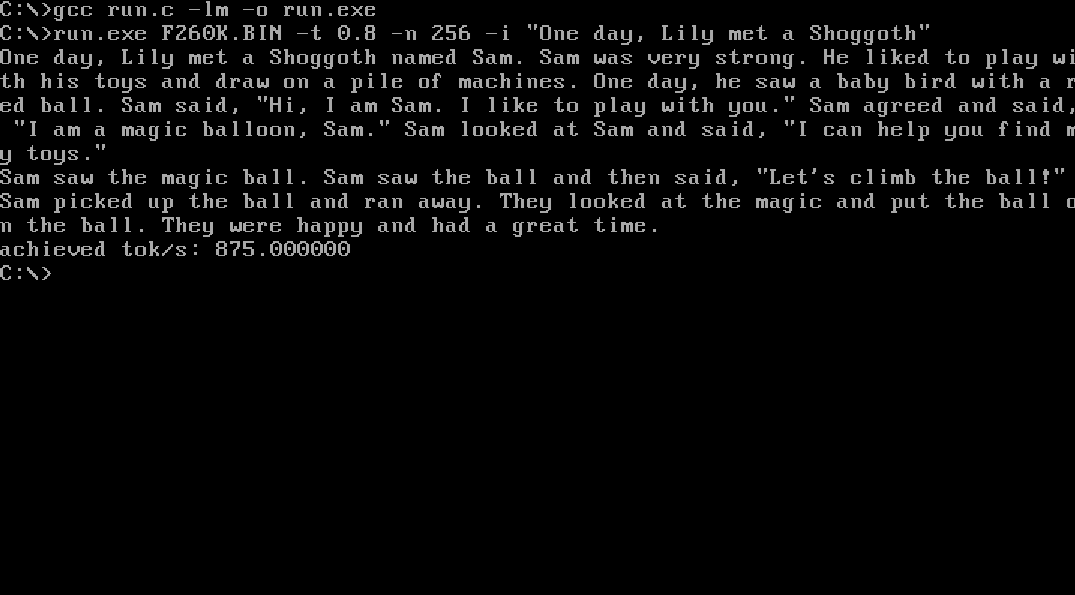 C:\>gcc run.c -lm -o run.exe
C:\>run.exe F260K.BIN -t 0.8 -n 256 -i "One day, Lily met a Shoggoth"
One day, Lily met a Shoggoth named Sam. Sam was very strong. He liked to play wi
th his toys and draw on a pile of machines. One day, he saw a baby bird with a r
ed ball. Sam said, "Hi, I am Sam. I like to play with you." Sam agreed and said,
 "I am a magic balloon, Sam." Sam looked at Sam and said, "I can help you find m
y toys."
Sam saw the magic ball. Sam saw the ball and then said, "Let's climb the ball!"
Sam picked up the ball and ran away. They looked at the magic and put the ball o
n the ball. They were happy and had a great time.
achieved tok/s: 875.000000
C:\>